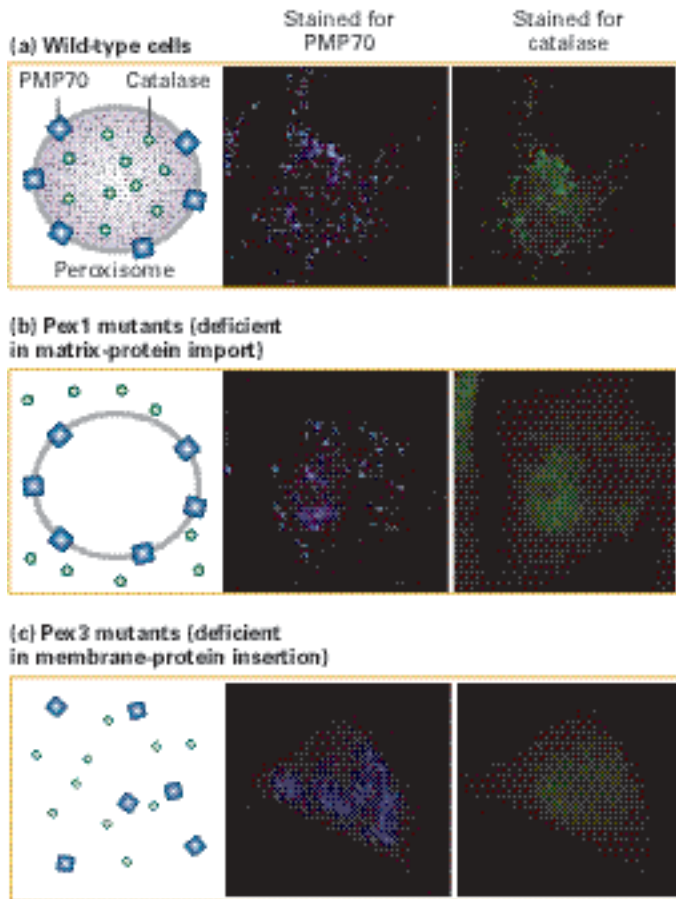 Stained for
PMP70
Stained for
catalase
(a) Wild-type cells
PMP70
Catalase
Peroxisome
(b) Pex1 mutants (deficient
in matrix-protein import)
(c) Pex3 mutants (deficient
in membrane-protein insertion)